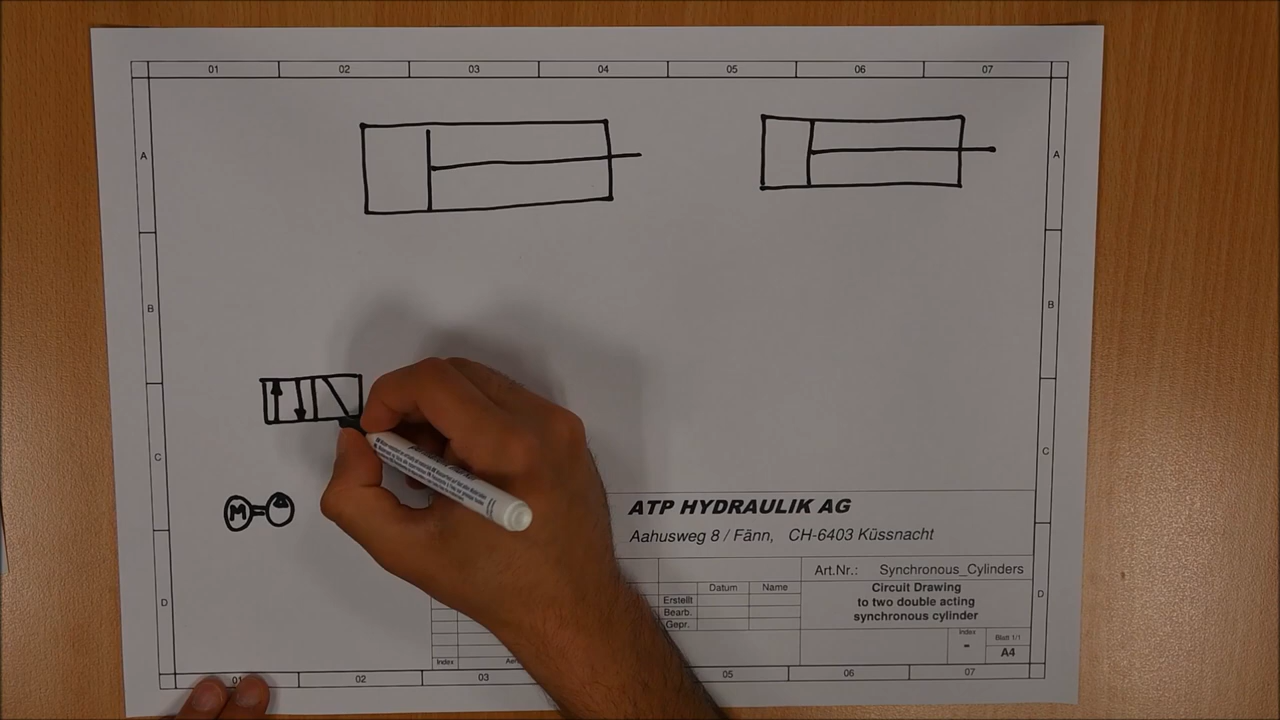 01 02 03 04 05 06 07
A A
B B
C C
M
ATP HYDRAULIK AG
Aahusweg 8 / Fänn, CH-6403 Küssnacht
Art.Nr.: Synchronous_Cylinders
Datum Name
Circuit Drawing
to two double acting
synchronous cylinder
Erstellt
Bearb.
Gepr.
D D
Index
-
Blatt 1/1
A4
Index
01 02 03 05 06 07